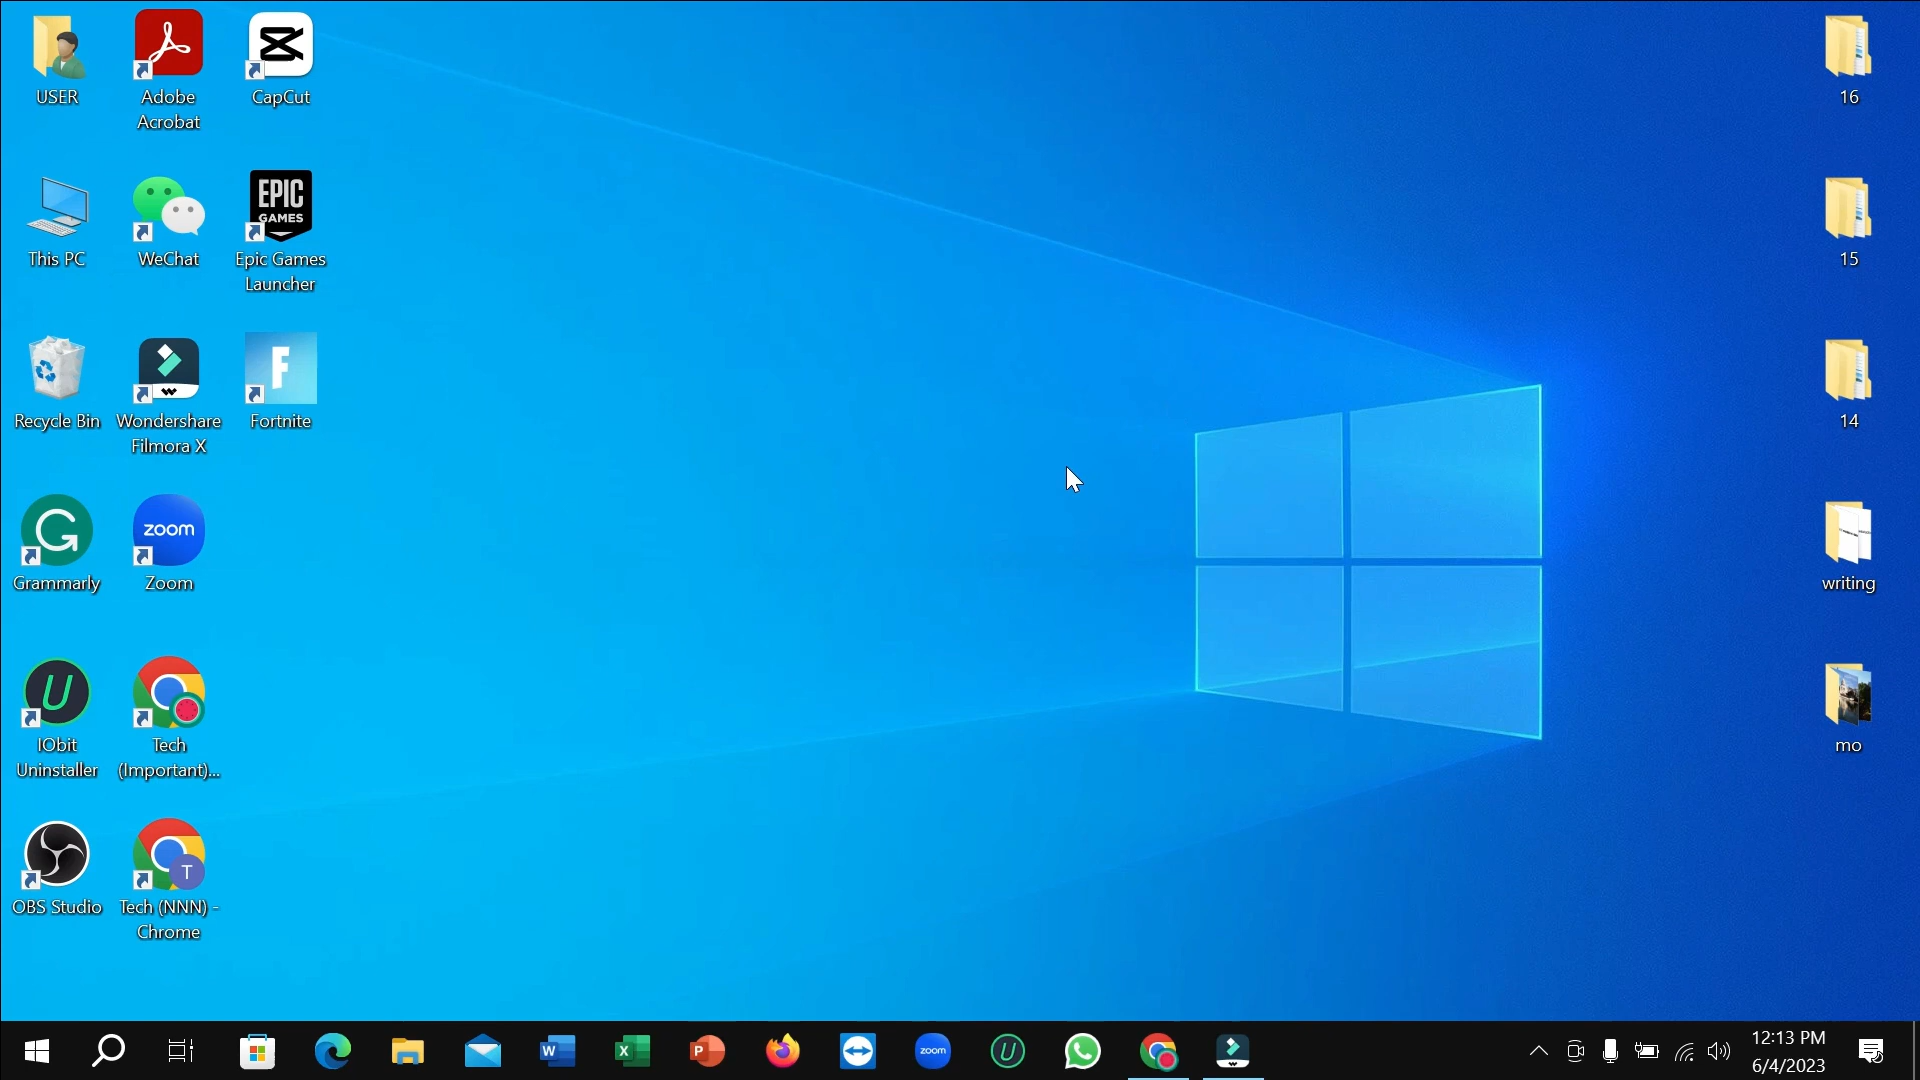 USER
Adobe
Acrobat
CapCut
This PC
WeChat
EPIC
GAMES
Epic Games
Launcher
Recycle Bin
Wondershare
Filmora X
F
Fortnite
G
Grammarly
zoom
Zoom
U
IObit
Uninstaller
Tech
(Important)...
OBS Studio
T
Tech (NNN) -
Chrome
16
15
14
writing
mo
W
X
P
zoom
U
12:13 PM
6/4/2023